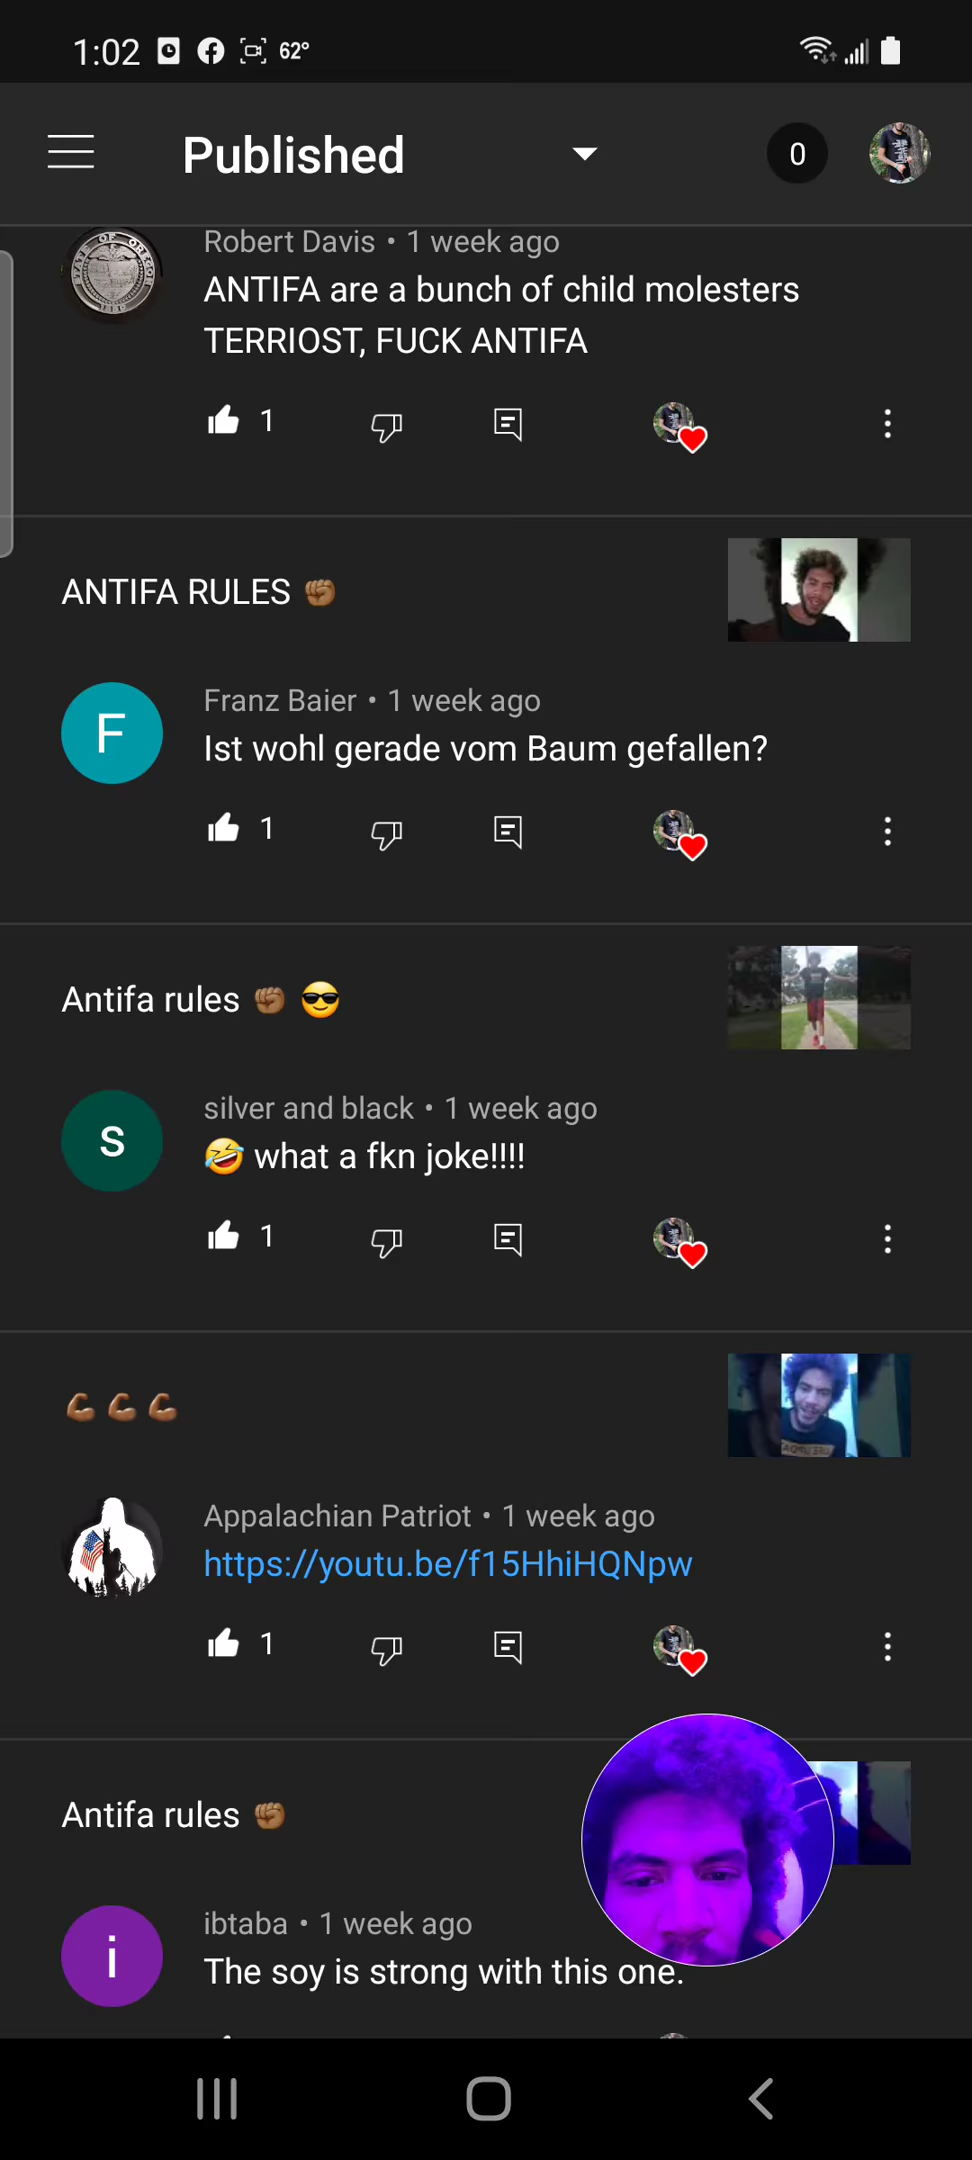 1:02 62°
Published 0
Robert Davis • 1 week ago
ANTIFA are a bunch of child molesters
TERRIOST, FUCK ANTIFA
1
ANTIFA RULES ✊🏾
F
Franz Baier • 1 week ago
Ist wohl gerade vom Baum gefallen?
1
Antifa rules ✊🏾 😎
s
silver and black • 1 week ago
🤣 what a fkn joke!!!!
1
💪🏾 💪🏾 💪🏾
Appalachian Patriot • 1 week ago
https://youtu.be/f15HhiHQNpw
1
Antifa rules ✊🏾
i
ibtaba • 1 week ago
The soy is strong with this one.